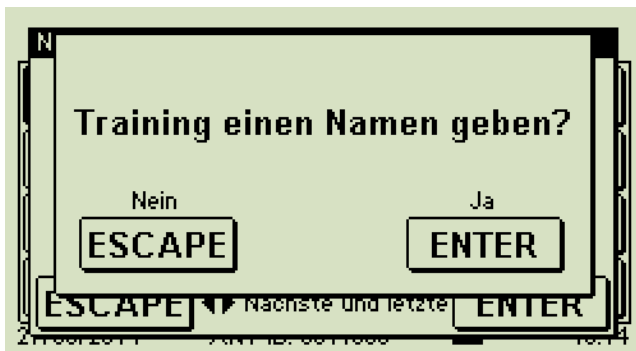 N
Training einen Namen geben?
Nein Ja
ESCAPE ENTER
ESCAPE Nächste und letzte ENTER